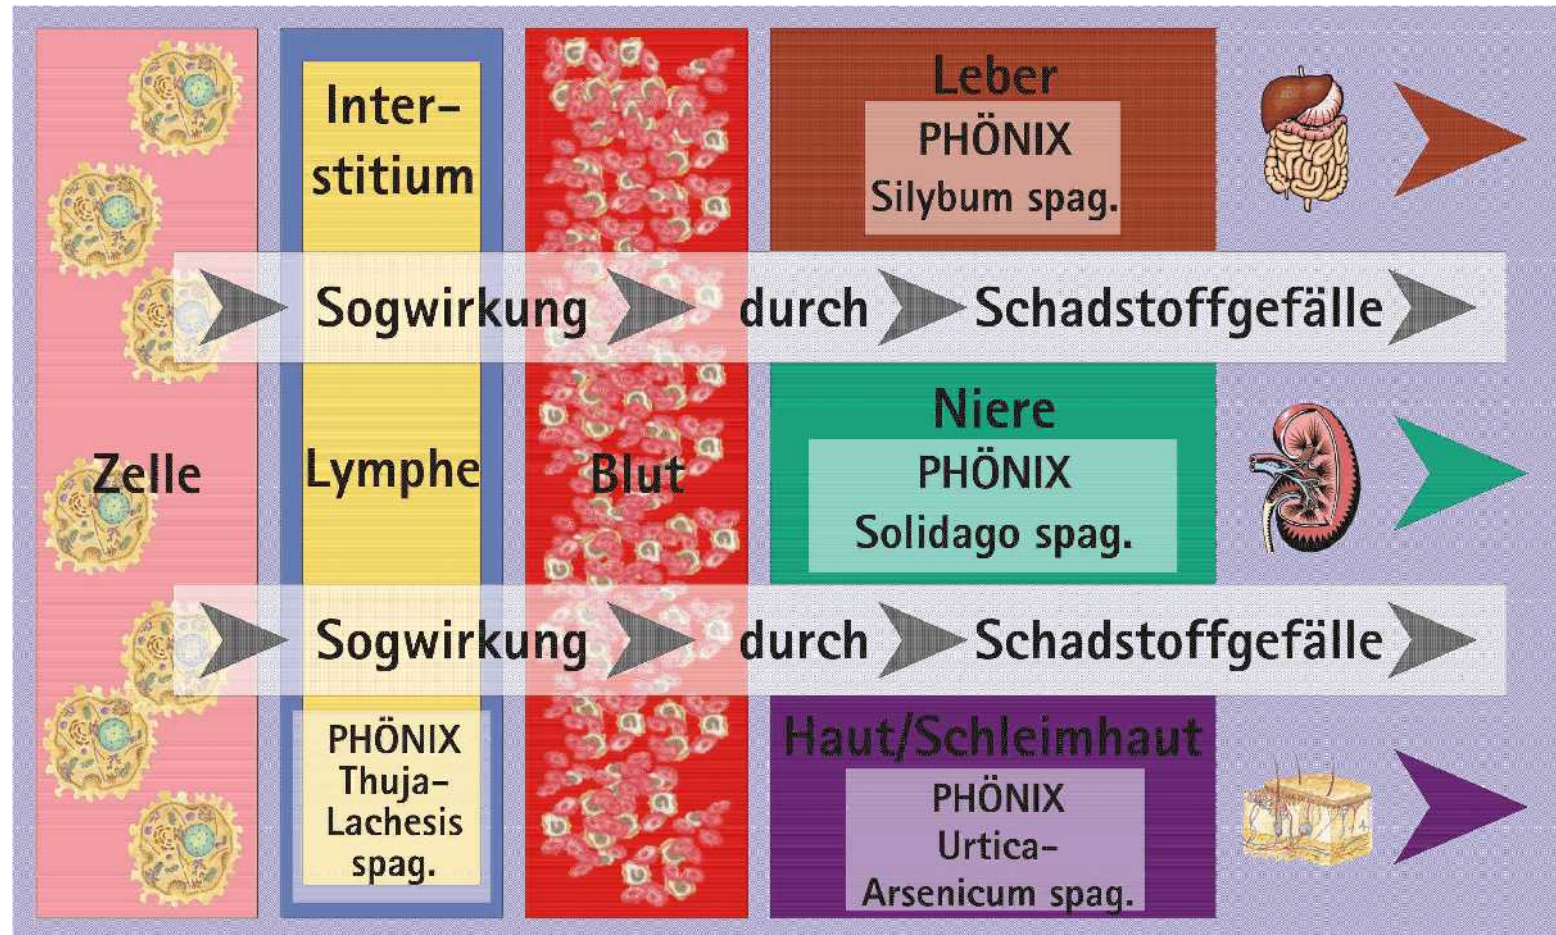 Inter-
stitium
Leber
PHÖNIX
Silybum spag.
Sogwirkung durch Schadstoffgefälle
Zelle
Lymphe
Blut
Niere
PHÖNIX
Solidago spag.
Sogwirkung durch Schadstoffgefälle
PHÖNIX
Thuja-
Lachesis
spag.
Haut/Schleimhaut
PHÖNIX
Urtica-
Arsenicum spag.